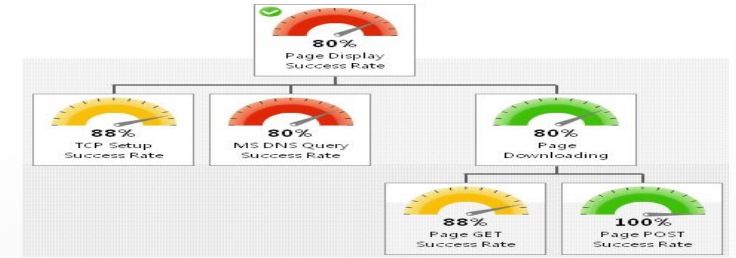 80%
Page Display
Success Rate
88%
TCP Setup
Success Rate
80%
MS DNS Query
Success Rate
80%
Page
Downloading
88%
Page GET
Success Rate
100%
Page POST
Success Rate